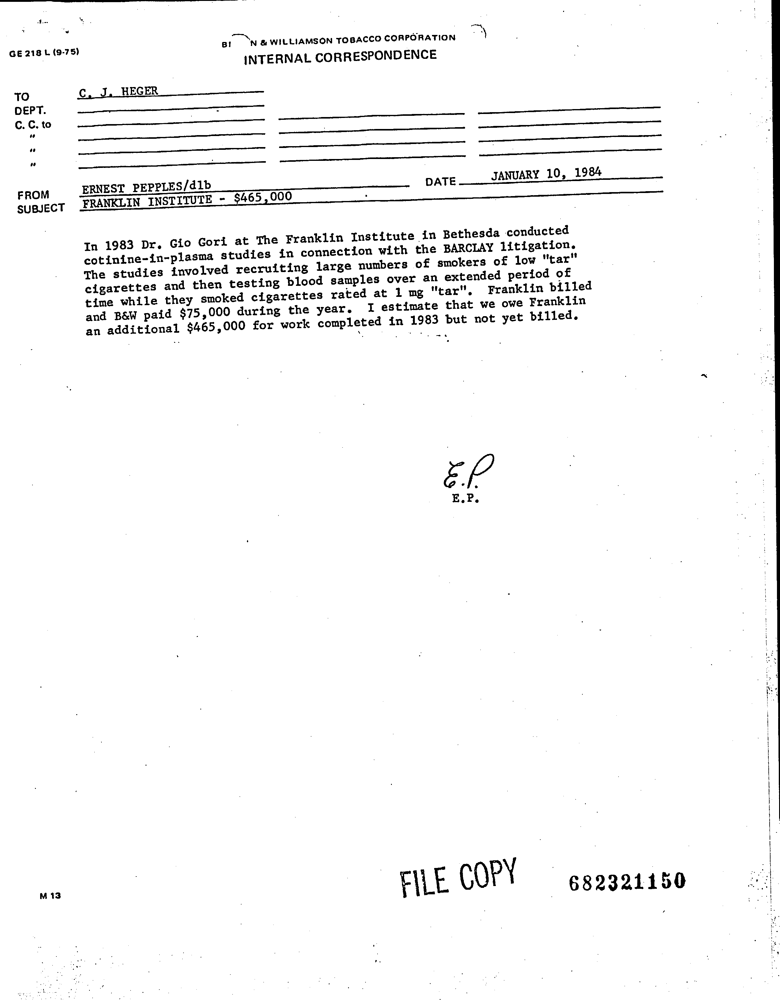 GE 218 L (9-75)
N & WILLIAMSON TOBACCO CORPORATION
INTERNAL CORRESPONDENCE
TO C. J. HEGER
DEPT.
C. C. to
"
"
"
FROM ERNEST PEPPLES/dlb DATE JANUARY 10, 1984
SUBJECT FRANKLIN INSTITUTE - $465,000
In 1983 Dr. Gio Gori at The Franklin Institute in Bethesda conducted
cotinine-in-plasma studies in connection with the BARCLAY litigation.
The studies involved recruiting large numbers of smokers of low "tar"
cigarettes and then testing blood samples over an extended period of
time while they smoked cigarettes rated at 1 mg "tar". Franklin billed
and B&W paid $75,000 during the year. I estimate that we owe Franklin
an additional $465,000 for work completed in 1983 but not yet billed.
E.P.
E.P.
FILE COPY
682321150
M 13